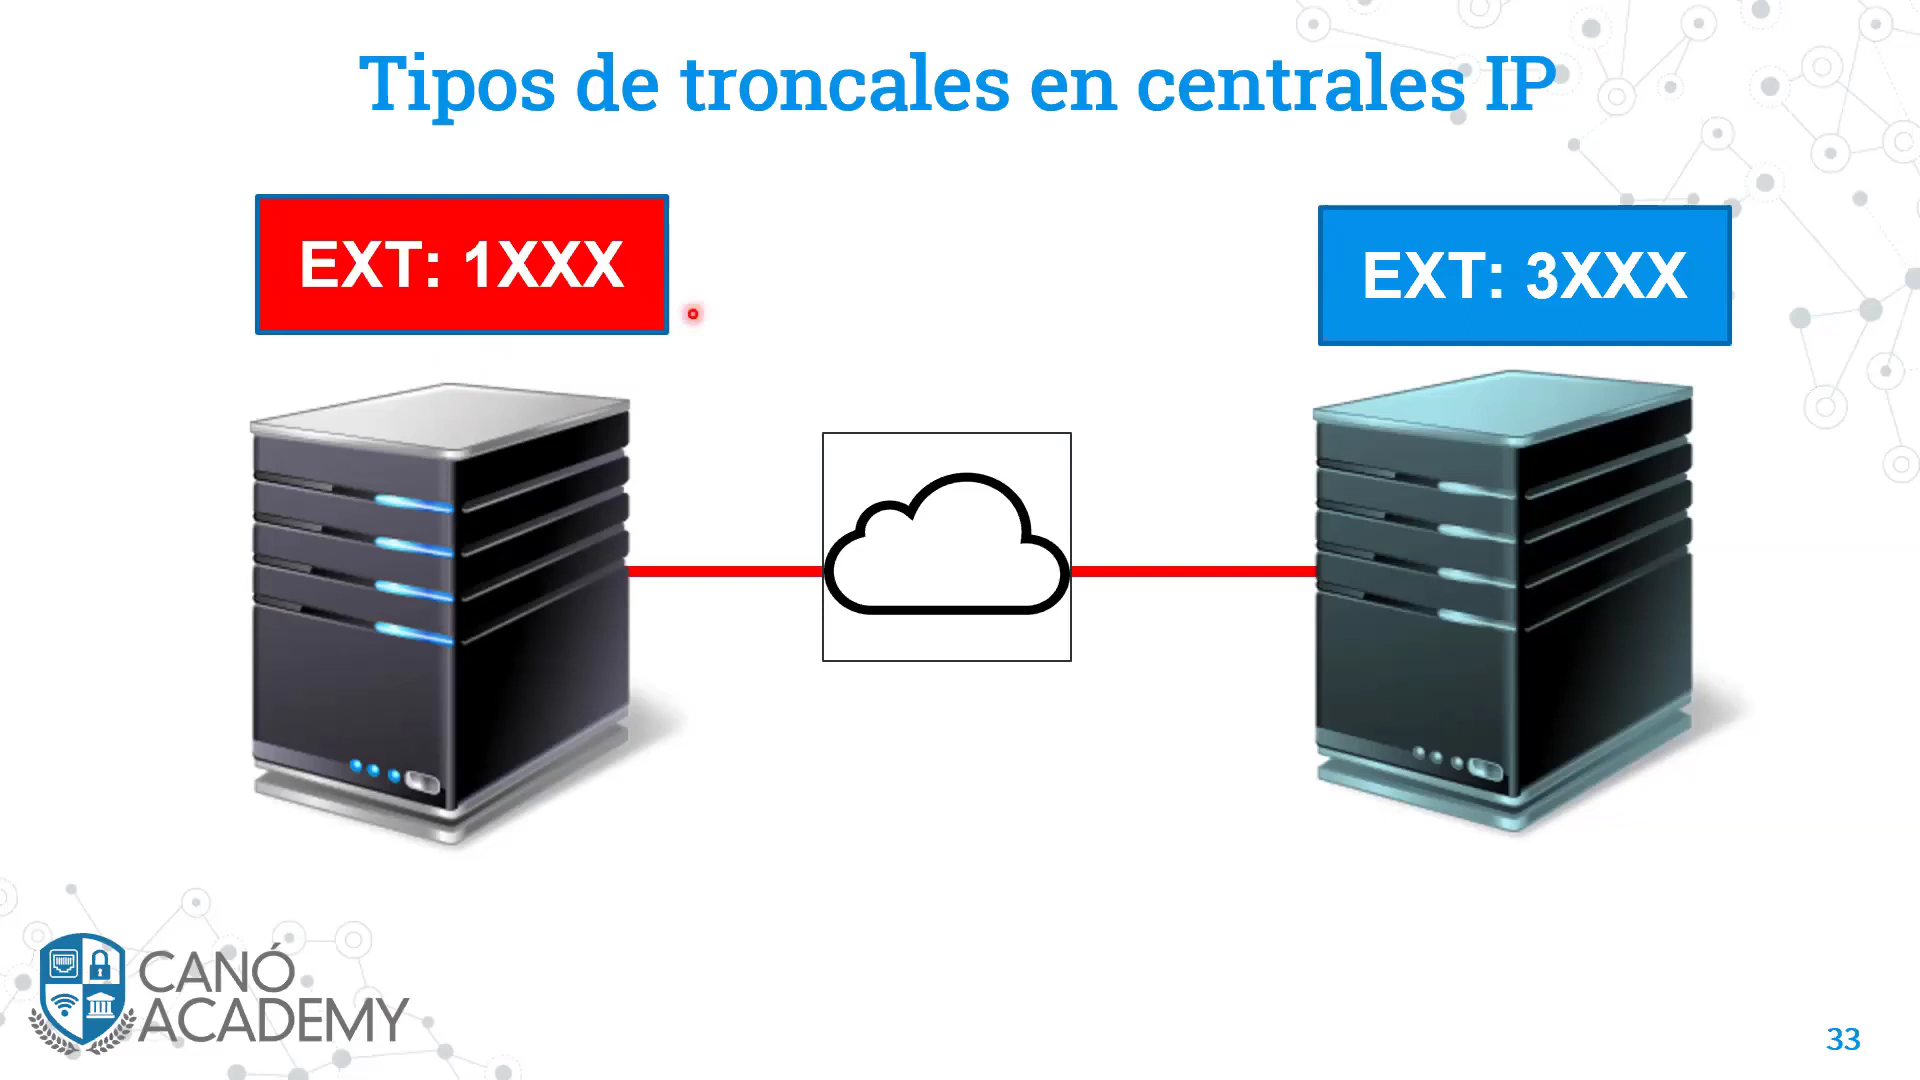 Tipos de troncales en centrales IP
EXT: 1XXX
EXT: 3XXX
CANÓ
ACADEMY
33